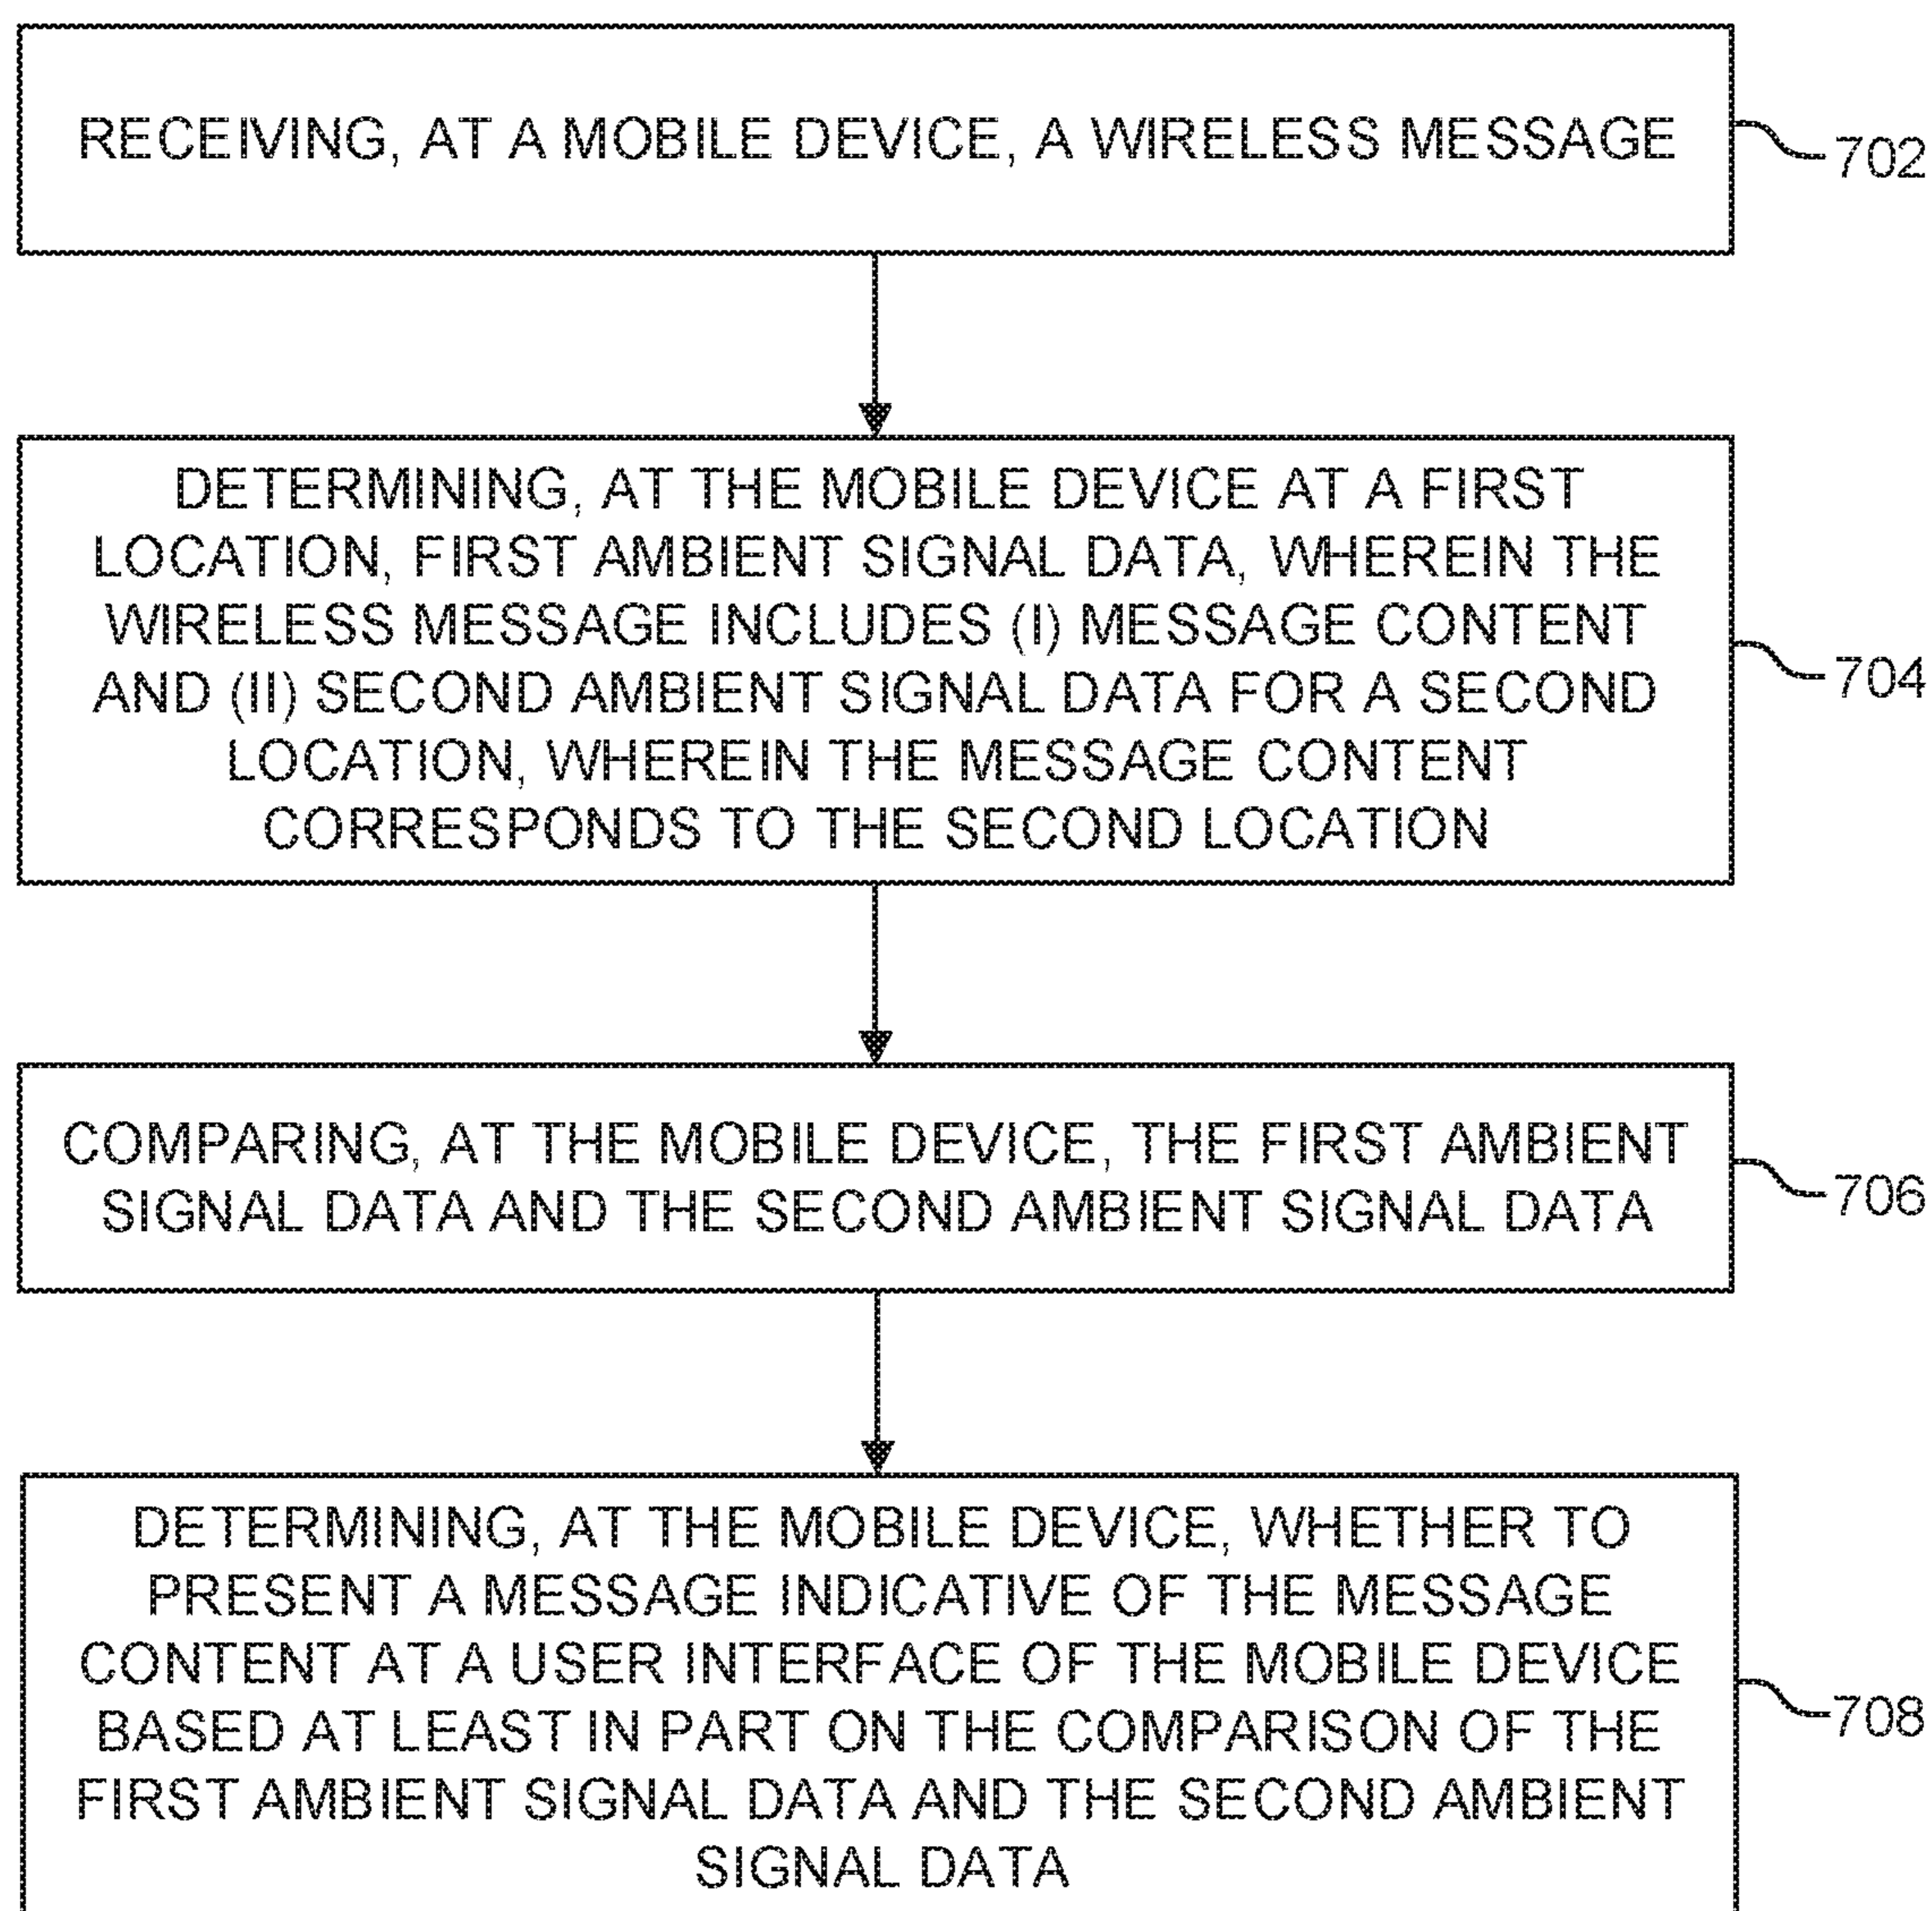 RECEIVING, AT A MOBILE DEVICE, A WIRELESS MESSAGE
702
DETERMINING, AT THE MOBILE DEVICE AT A FIRST
LOCATION, FIRST AMBIENT SIGNAL DATA, WHEREIN THE
WIRELESS MESSAGE INCLUDES (I) MESSAGE CONTENT
AND (II) SECOND AMBIENT SIGNAL DATA FOR A SECOND
LOCATION, WHEREIN THE MESSAGE CONTENT
CORRESPONDS TO THE SECOND LOCATION
704
COMPARING, AT THE MOBILE DEVICE, THE FIRST AMBIENT
SIGNAL DATA AND THE SECOND AMBIENT SIGNAL DATA
706
DETERMINING, AT THE MOBILE DEVICE, WHETHER TO
PRESENT A MESSAGE INDICATIVE OF THE MESSAGE
CONTENT AT A USER INTERFACE OF THE MOBILE DEVICE
BASED AT LEAST IN PART ON THE COMPARISON OF THE
FIRST AMBIENT SIGNAL DATA AND THE SECOND AMBIENT
SIGNAL DATA
708